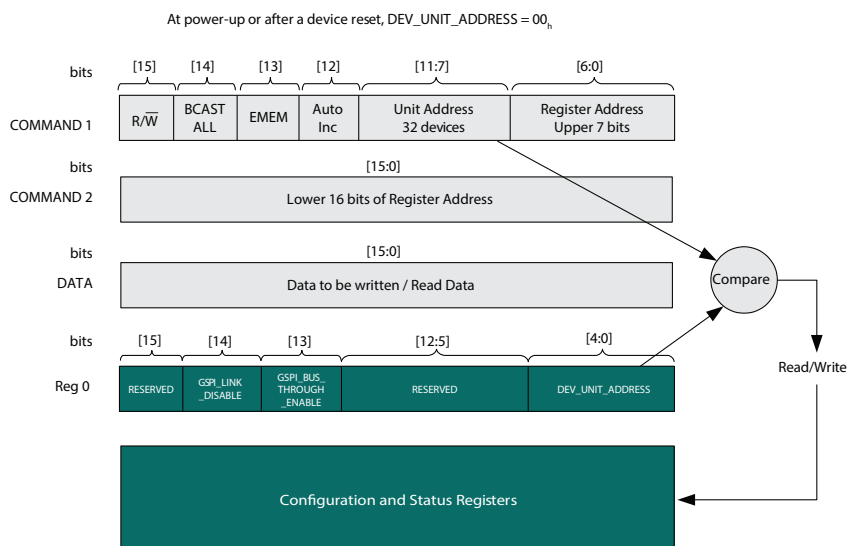 At power-up or after a device reset, DEV_UNIT_ADDRESS = 00h
bits [15] [14] [13] [12] [11:7] [6:0]
COMMAND 1
R/W̅
BCAST
ALL
EMEM
Auto
Inc
Unit Address
32 devices
Register Address
Upper 7 bits
bits [15:0]
COMMAND 2
Lower 16 bits of Register Address
bits [15:0]
DATA
Data to be written / Read Data
Compare
bits [15] [14] [13] [12:5] [4:0]
Read/Write
Reg 0
RESERVED
GSPI_LINK
_DISABLE
GSPI_BUS_
THROUGH
_ENABLE
RESERVED
DEV_UNIT_ADDRESS
Configuration and Status Registers